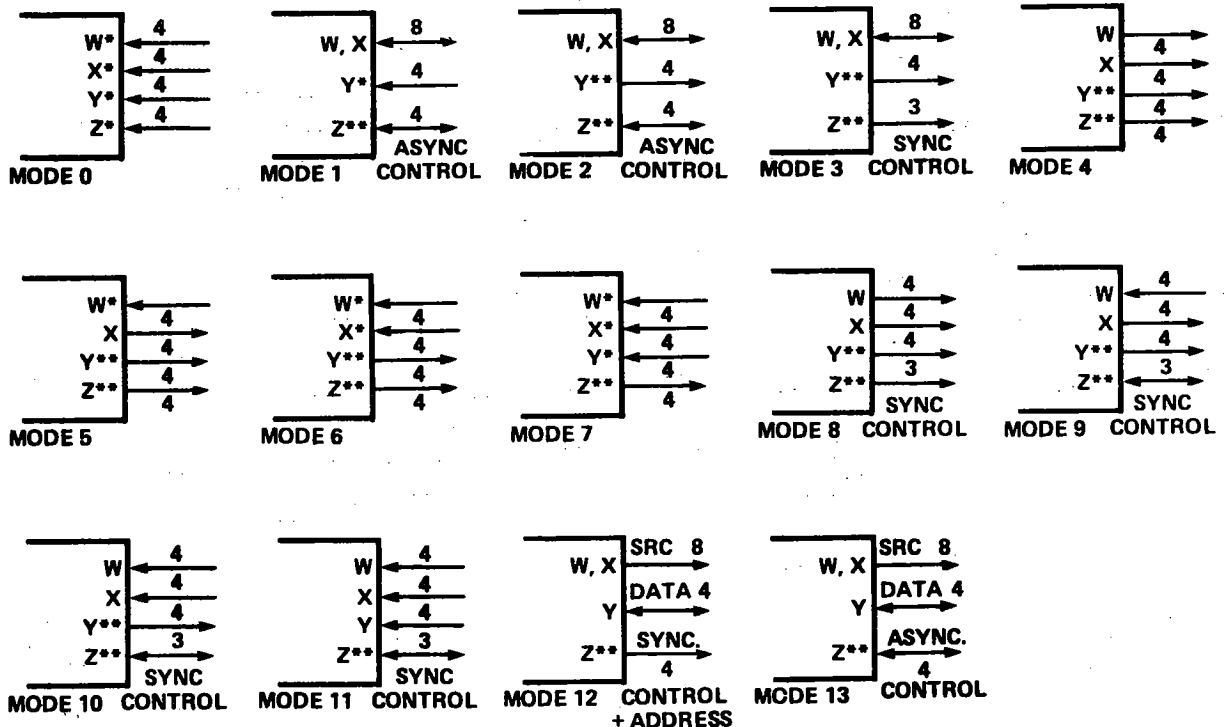 W* 4
X* 4
Y* 4
Z* 4
MODE 0
W, X 8
Y* 4
Z** 4
ASYNC
MODE 1 CONTROL
W, X 8
Y** 4
Z** 4
ASYNC
MODE 2 CONTROL
W, X 8
Y** 4
Z** 3
SYNC
MODE 3 CONTROL
W
4
X
4
Y**
4
Z**
4
MODE 4
W*
4
X
4
Y**
4
Z**
4
MODE 5
W*
4
X*
4
Y**
4
Z**
4
MODE 6
W*
4
X*
4
Y*
4
Z**
4
MODE 7
W 4
X 4
Y** 4
Z** 3
SYNC
MODE 8 CONTROL
W 4
X 4
Y** 4
Z** 3
SYNC
MODE 9 CONTROL
W 4
X 4
Y** 4
Z** 3
SYNC
MODE 10 CONTROL
W 4
X 4
Y 4
Z** 3
SYNC
MODE 11 CONTROL
SRC 8
W, X
DATA 4
Y
SYNC.
Z**
4
MODE 12 CONTROL
+ ADDRESS
SRC 8
W, X
DATA 4
Y
ASYNC.
Z**
4
MODE 13 CONTROL